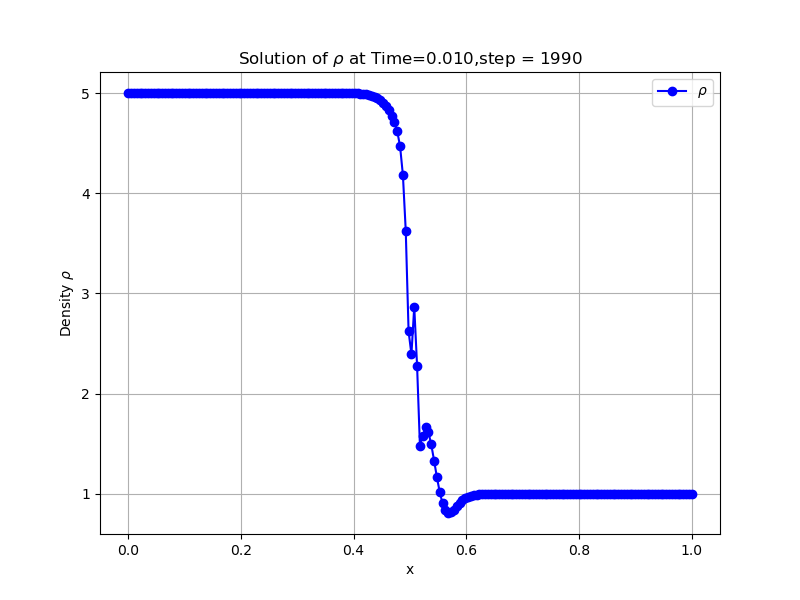 Solution of ρ at Time=0.010,step = 1990
ρ
5
4
3
2
1
Density ρ
0.0 0.2 0.4 0.6 0.8 1.0
x